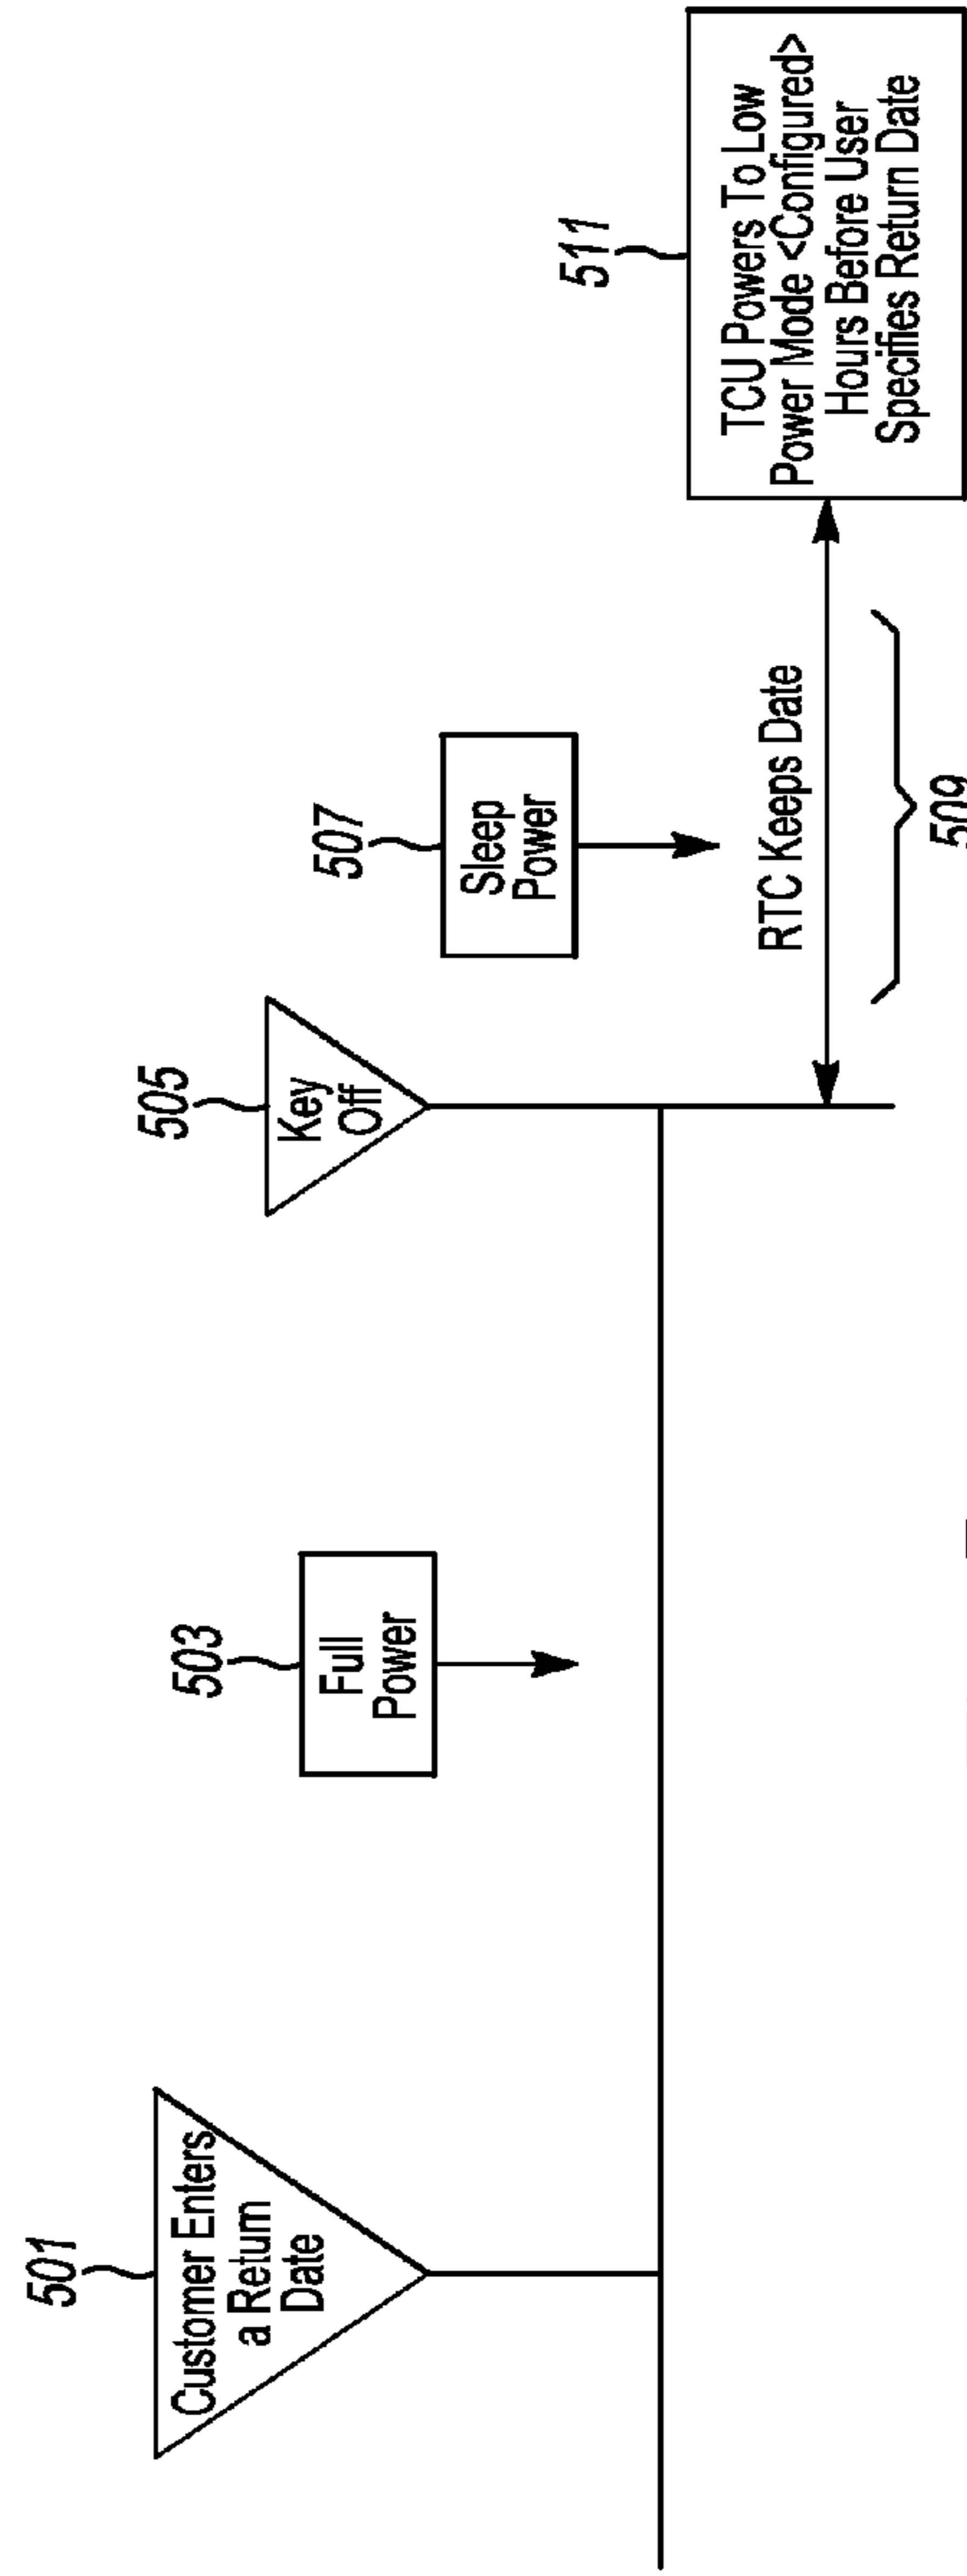 501
Customer Enters
a Return
Date
503
Full
Power
505
Key
Off
507
Sleep
Power
RTC Keeps Date
509
511
TCU Powers To Low
Power Mode <Configured>
Hours Before User
Specifies Return Date